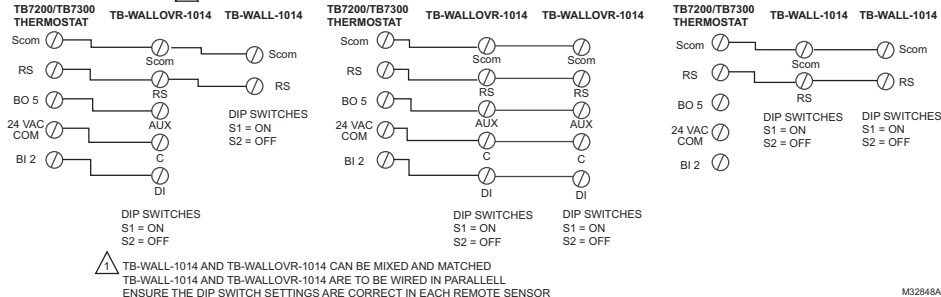 TB7200/TB7300
THERMOSTAT
TB-WALLOVR-1014
TB-WALL-1014
Scom
Scom
Scom
RS
RS
RS
BO 5
AUX
24 VAC
COM
C
BI 2
DI
DIP SWITCHES
S1 = ON
S2 = OFF
DIP SWITCHES
S1 = ON
S2 = OFF
TB7200/TB7300
THERMOSTAT
TB-WALLOVR-1014
TB-WALLOVR-1014
Scom
Scom
Scom
RS
RS
RS
BO 5
AUX
AUX
24 VAC
COM
C
C
BI 2
DI
DI
DIP SWITCHES
S1 = ON
S2 = OFF
DIP SWITCHES
S1 = ON
S2 = OFF
TB7200/TB7300
THERMOSTAT
TB-WALL-1014
TB-WALL-1014
Scom
Scom
Scom
RS
RS
RS
BO 5
24 VAC
COM
BI 2
DIP SWITCHES
S1 = ON
S2 = OFF
DIP SWITCHES
S1 = ON
S2 = OFF
1 TB-WALL-1014 AND TB-WALLOVR-1014 CAN BE MIXED AND MATCHED
TB-WALL-1014 AND TB-WALLOVR-1014 ARE TO BE WIRED IN PARALLELL
ENSURE THE DIP SWITCH SETTINGS ARE CORRECT IN EACH REMOTE SENSOR
M32848A